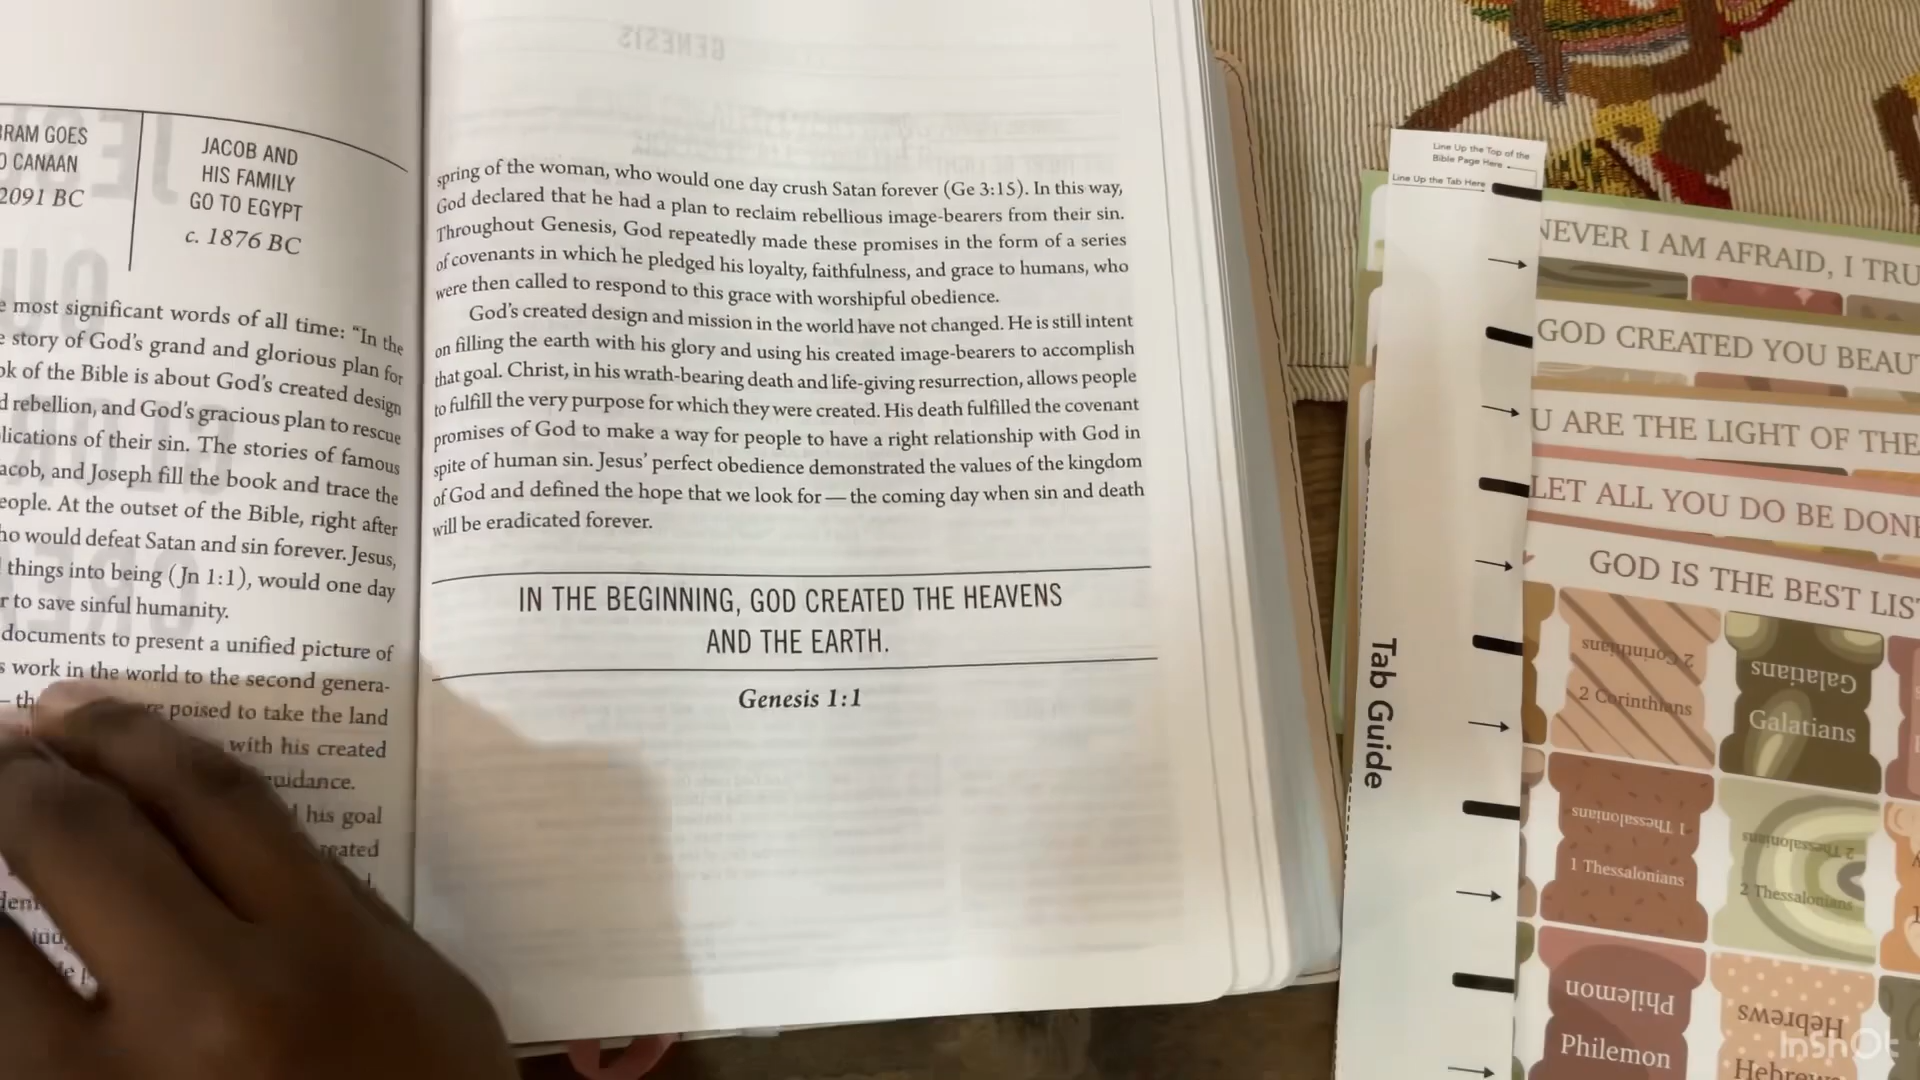 GENESIS
RAM GOES
O CANAAN
2091 BC
JACOB AND
HIS FAMILY
GO TO EGYPT
c. 1876 BC
most significant words of all time: “In the
story of God’s grand and glorious plan for
ok of the Bible is about God’s created design
d rebellion, and God’s gracious plan to rescue
lications of their sin. The stories of famous
acob, and Joseph fill the book and trace the
eople. At the outset of the Bible, right after
ho would defeat Satan and sin forever. Jesus,
things into being (Jn 1:1), would one day
r to save sinful humanity.
documents to present a unified picture of
s work in the world to the second genera-
poised to take the land
with his created
uidance.
his goal
reated
spring of the woman, who would one day crush Satan forever (Ge 3:15). In this way,
God declared that he had a plan to reclaim rebellious image-bearers from their sin.
Throughout Genesis, God repeatedly made these promises in the form of a series
of covenants in which he pledged his loyalty, faithfulness, and grace to humans, who
were then called to respond to this grace with worshipful obedience.
God’s created design and mission in the world have not changed. He is still intent
on filling the earth with his glory and using his created image-bearers to accomplish
that goal. Christ, in his wrath-bearing death and life-giving resurrection, allows people
to fulfill the very purpose for which they were created. His death fulfilled the covenant
promises of God to make a way for people to have a right relationship with God in
spite of human sin. Jesus’ perfect obedience demonstrated the values of the kingdom
of God and defined the hope that we look for — the coming day when sin and death
will be eradicated forever.
IN THE BEGINNING, GOD CREATED THE HEAVENS
AND THE EARTH.
Genesis 1:1
Line Up the Top of the
Bible Page Here
Line Up the Tab Here
Tab Guide
NEVER I AM AFRAID, I TRU
GOD CREATED YOU BEAUT
U ARE THE LIGHT OF THE
LET ALL YOU DO BE DONE
GOD IS THE BEST LIS
2 Corinthians
2 Corinthians
Galatians
Galatians
1 Thessalonians
1 Thessalonians
2 Thessalonians
2 Thessalonians
Philemon
Philemon
Hebrews
Hebrews
InShOt